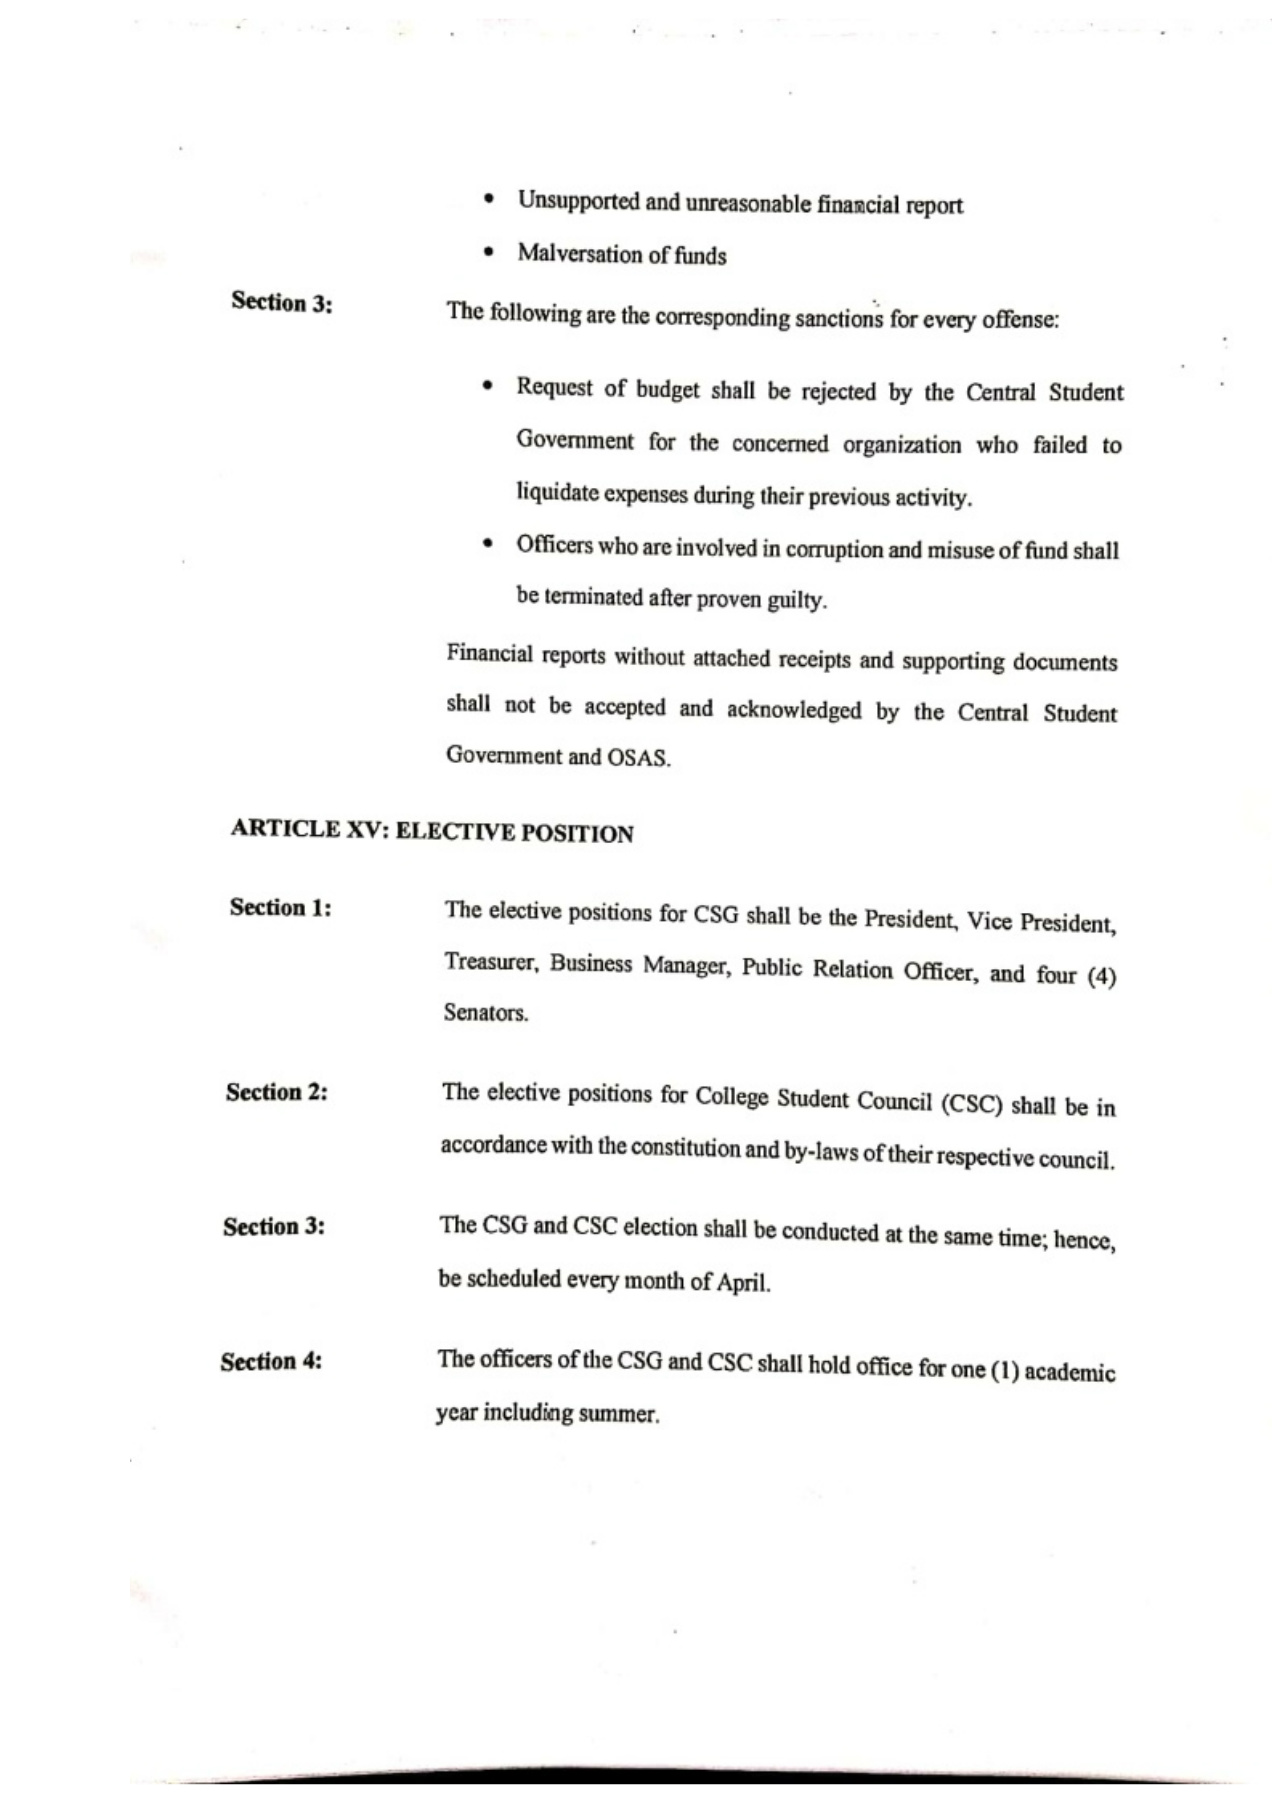 • Unsupported and unreasonable financial report
• Malversation of funds
Section 3: The following are the corresponding sanctions for every offense:
• Request of budget shall be rejected by the Central Student
Government for the concerned organization who failed to
liquidate expenses during their previous activity.
• Officers who are involved in corruption and misuse of fund shall
be terminated after proven guilty.
Financial reports without attached receipts and supporting documents
shall not be accepted and acknowledged by the Central Student
Government and OSAS.
ARTICLE XV: ELECTIVE POSITION
Section 1: The elective positions for CSG shall be the President, Vice President,
Treasurer, Business Manager, Public Relation Officer, and four (4)
Senators.
Section 2: The elective positions for College Student Council (CSC) shall be in
accordance with the constitution and by-laws of their respective council.
Section 3: The CSG and CSC election shall be conducted at the same time; hence,
be scheduled every month of April.
Section 4: The officers of the CSG and CSC shall hold office for one (1) academic
year including summer.